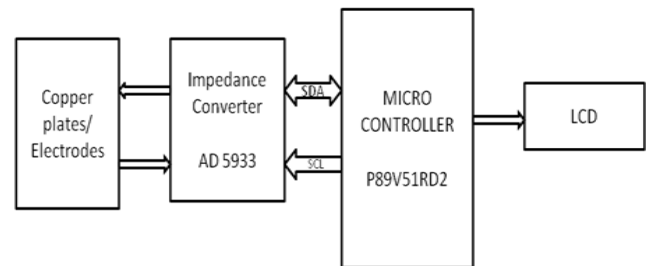 Copper
plates/
Electrodes
Impedance
Converter
AD 5933
SDA
SCL
MICRO
CONTROLLER
P89V51RD2
LCD